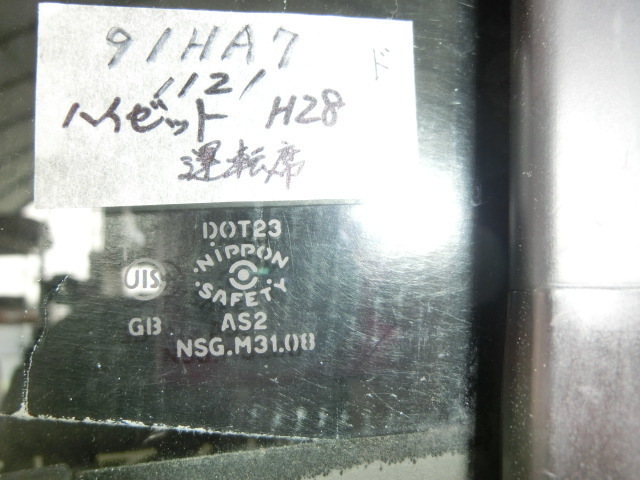 91HA7
1121
ハイゼット H28
運転席
ド
DOT23
NIPPON
SAFETY
JIS
GB
AS2
NSG.M31.08